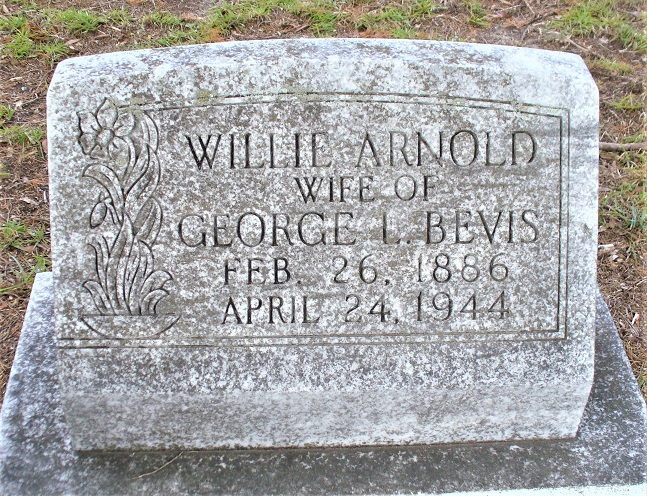 WILLIE ARNOLD
WIFE OF
GEORGE L. BEVIS
FEB. 26, 1886
APRIL 24, 1944